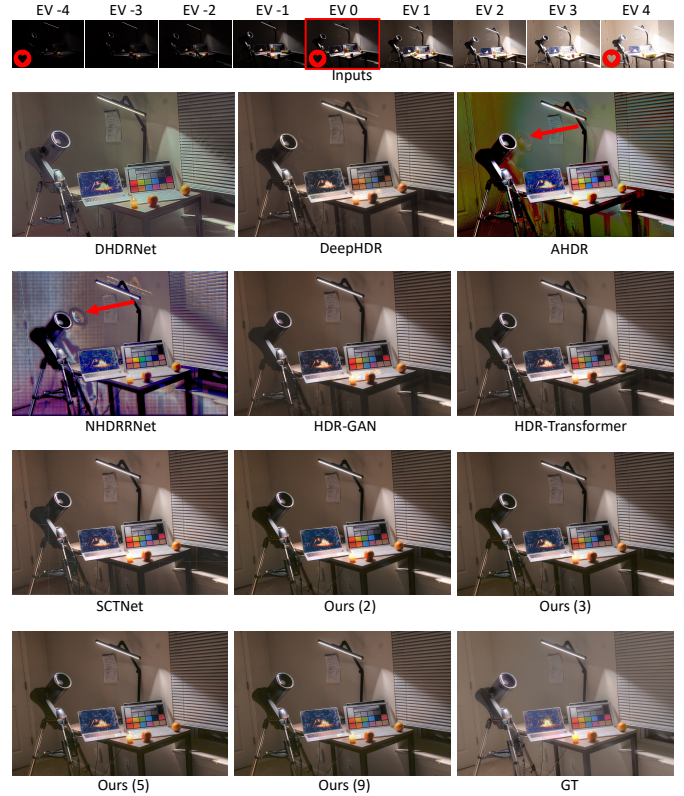 EV -4 EV -3 EV -2 EV -1 EV 0 EV 1 EV 2 EV 3 EV 4
Inputs
DHDRNet DeepHDR AHDR
NHDRRNet HDR-GAN HDR-Transformer
SCTNet Ours (2) Ours (3)
Ours (5) Ours (9) GT